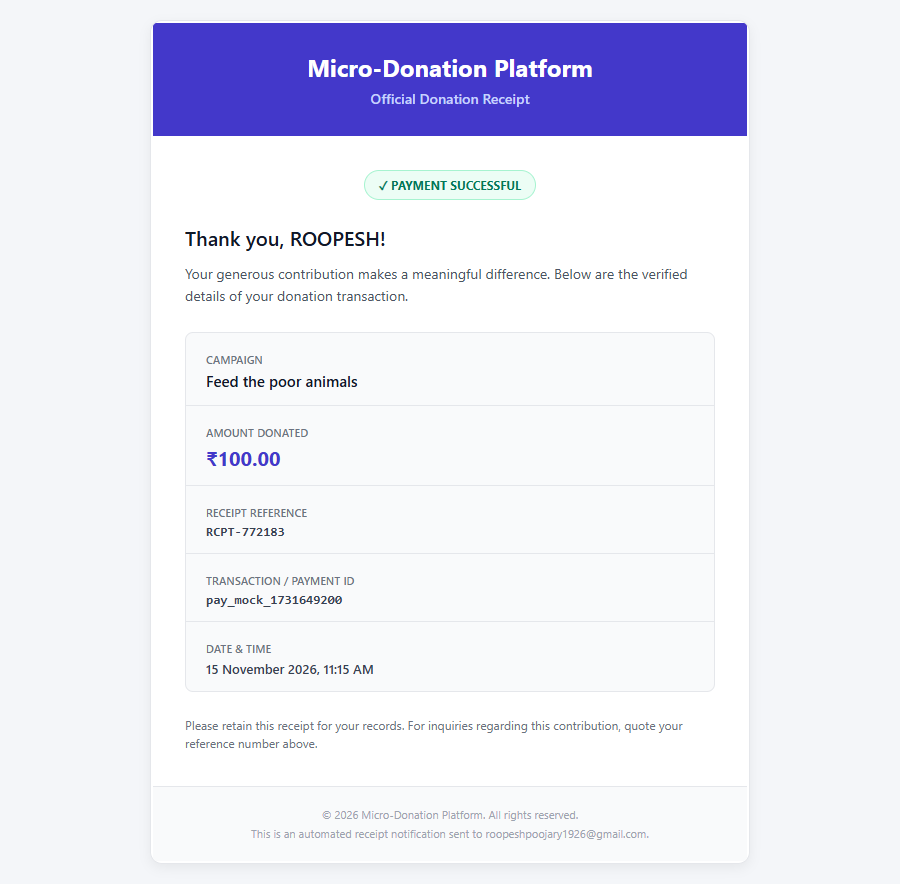 Micro-Donation Platform
Official Donation Receipt
✓ PAYMENT SUCCESSFUL
Thank you, ROOPESH!
Your generous contribution makes a meaningful difference. Below are the verified
details of your donation transaction.
CAMPAIGN
Feed the poor animals
AMOUNT DONATED
₹100.00
RECEIPT REFERENCE
RCPT-772183
TRANSACTION / PAYMENT ID
pay_mock_1731649200
DATE & TIME
15 November 2026, 11:15 AM
Please retain this receipt for your records. For inquiries regarding this contribution, quote your
reference number above.
© 2026 Micro-Donation Platform. All rights reserved.
This is an automated receipt notification sent to roopeshpoojary1926@gmail.com.